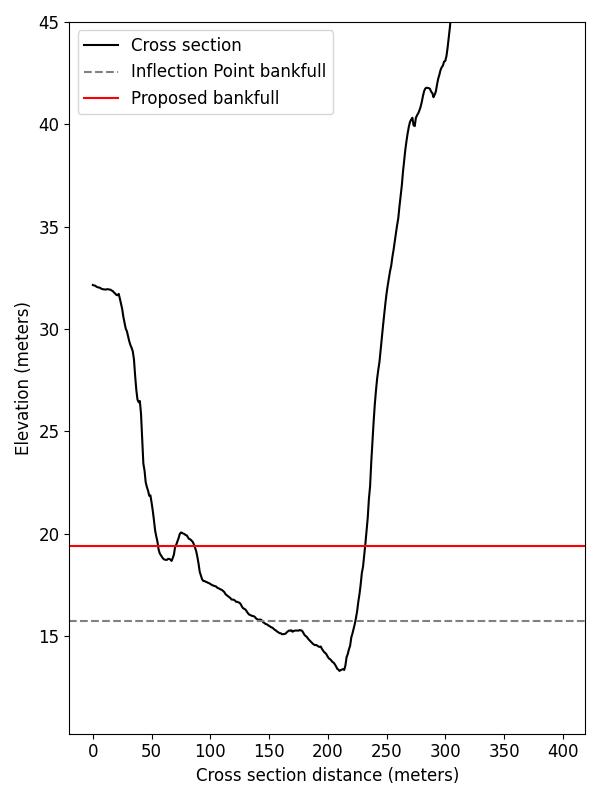 Cross section
Inflection Point bankfull
Proposed bankfull
Elevation (meters)
45
40
35
30
25
20
15
0 50 100 150 200 250 300 350 400
Cross section distance (meters)